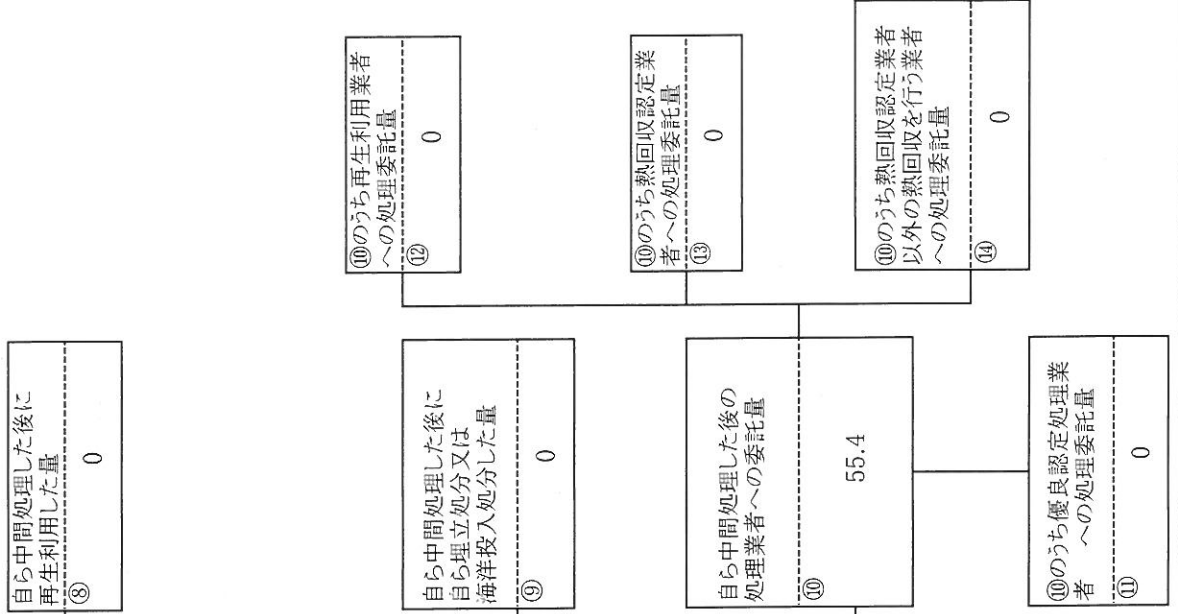 自ら中間処理した後に
再生利用した量
⑧
0
自ら中間処理した後に
自ら埋立処分又は
海洋投入処分した量
⑨
0
自ら中間処理した後の
処理業者への委託量
⑩
55.4
⑩のうち優良認定処理業
者 への処理委託量
⑪
0
⑩のうち再生利用業者
への処理委託量
⑫
0
⑩のうち熱回収認定業
者への処理委託量
⑬
0
⑩のうち熱回収認定業者
以外の熱回収を行う業者
への処理委託量
⑭
0